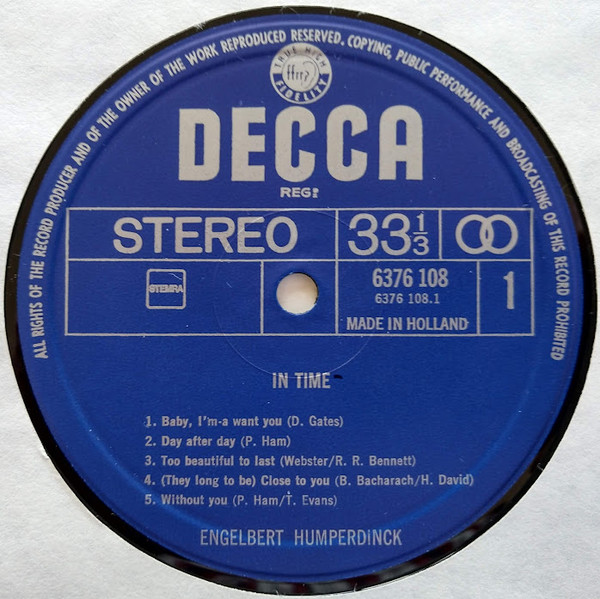 ALL RIGHTS OF THE RECORD PRODUCER AND OF THE OWNER OF THE WORK REPRODUCED RESERVED. COPYING, PUBLIC PERFORMANCE AND BROADCASTING OF THIS RECORD PROHIBITED
TRUE HIGH
ffrr
FIDELITY
DECCA
REGD
STEREO
33 1/3
STEMRA
6376 108
6376 108.1
MADE IN HOLLAND
1
IN TIME
1. Baby, I'm-a want you (D. Gates)
2. Day after day (P. Ham)
3. Too beautiful to last (Webster/R. R. Bennett)
4. (They long to be) Close to you (B. Bacharach/H. David)
5. Without you (P. Ham/T. Evans)
ENGELBERT HUMPERDINCK